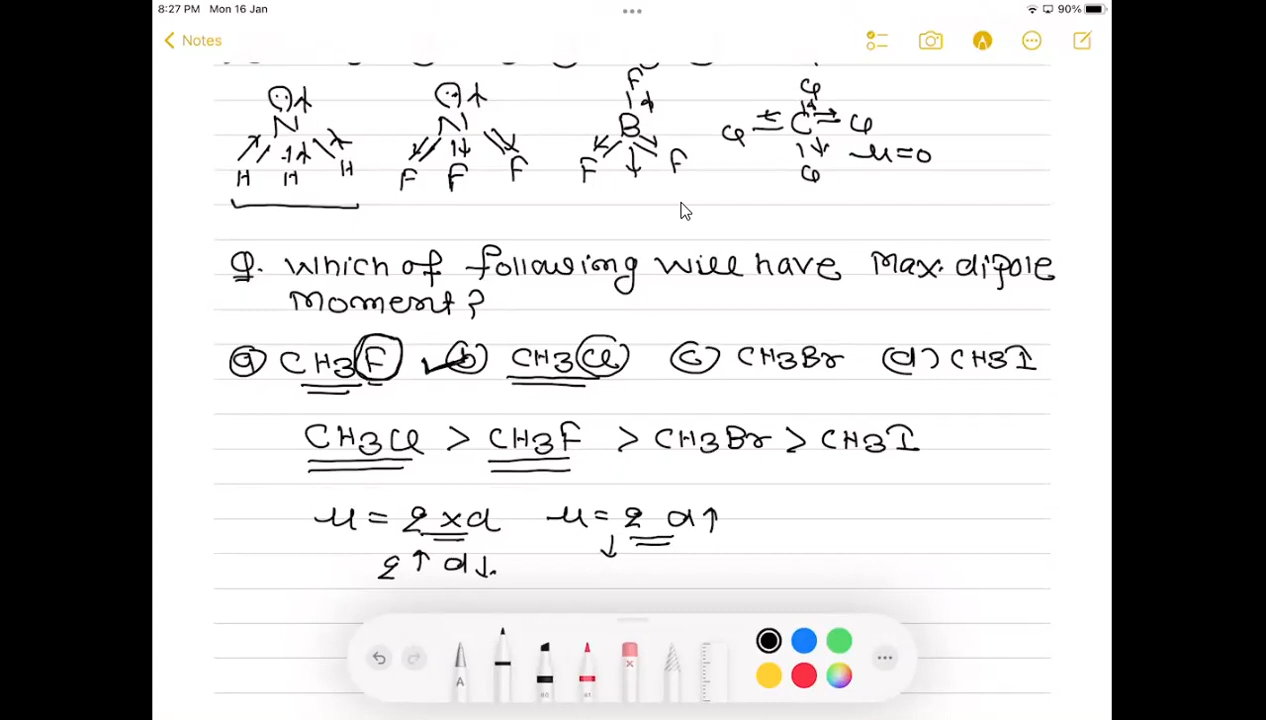 8:27 PM Mon 16 Jan
90%
Notes
F
N N B Cl C Cl
H H H F F F F F Cl μ=0
Q. Which of following will have Max. dipole
Moment?
(a) CH3F (b) CH3Cl (c) CH3Br (d) CH3I
CH3Cl > CH3F > CH3Br > CH3I
μ = q x d μ = q d↑
q ↑ d ↓ ↓
A
80